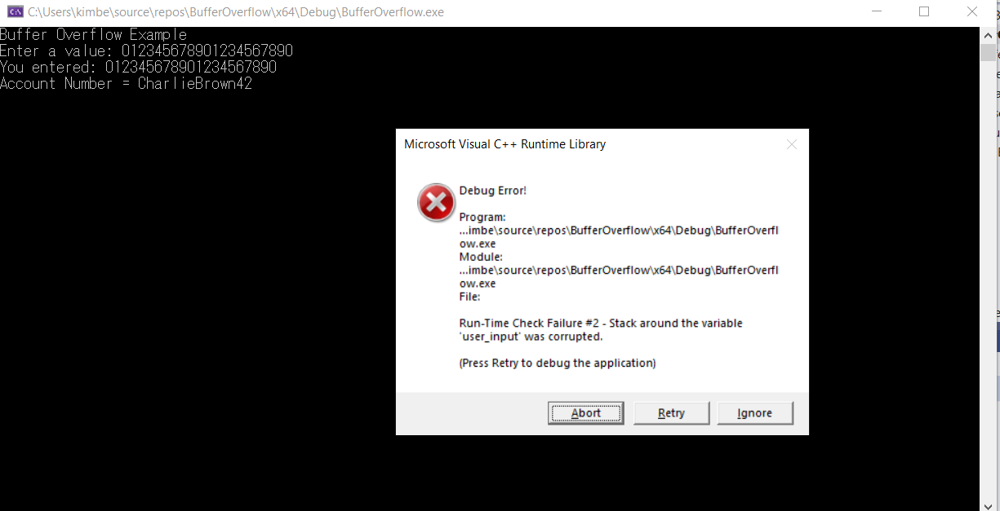 C:\Users\kimbe\source\repos\BufferOverflow\x64\Debug\BufferOverflow.exe
Buffer Overflow Example
Enter a value: 012345678901234567890
You entered: 012345678901234567890
Account Number = CharlieBrown42
Microsoft Visual C++ Runtime Library
Debug Error!
Program:
...imbe\source\repos\BufferOverflow\x64\Debug\BufferOverfl
ow.exe
Module:
...imbe\source\repos\BufferOverflow\x64\Debug\BufferOverfl
ow.exe
File:
Run-Time Check Failure #2 - Stack around the variable
'user_input' was corrupted.
(Press Retry to debug the application)
Abort Retry Ignore